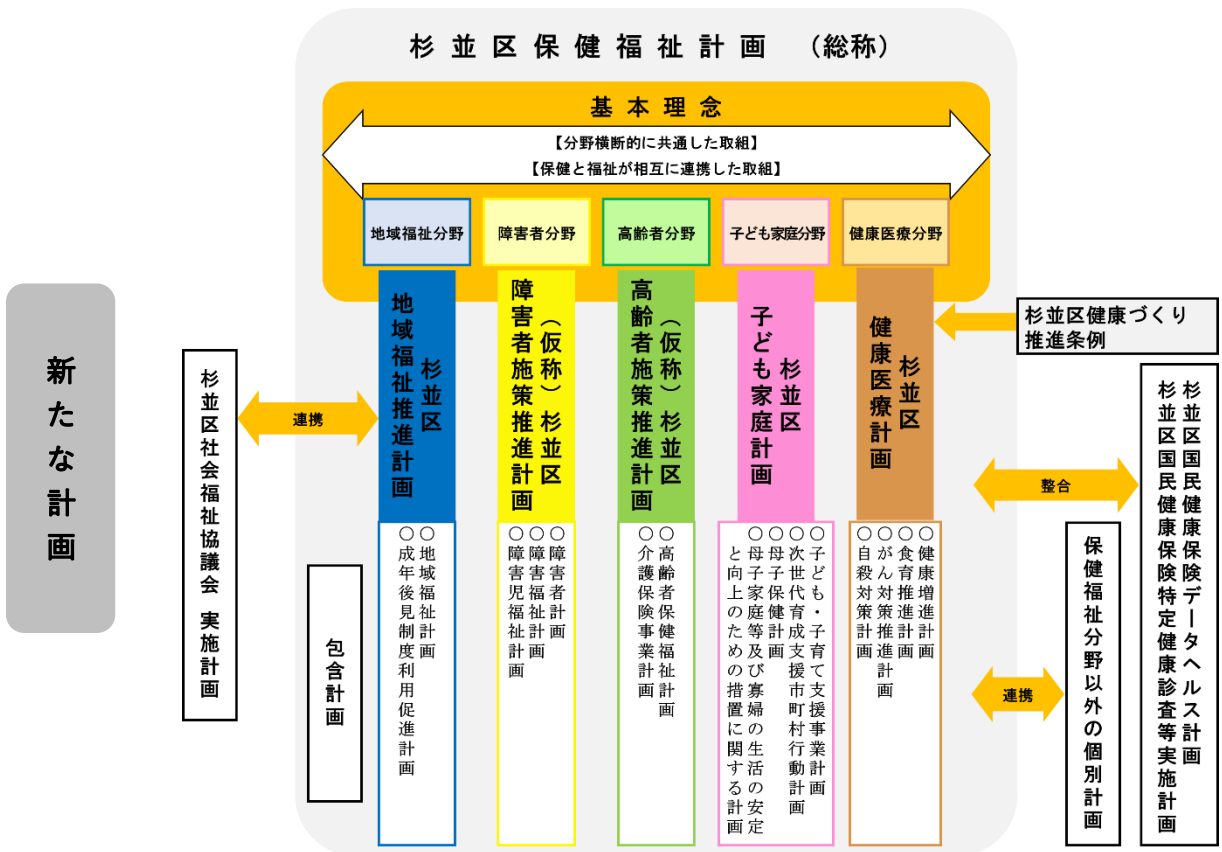 杉並区保健福祉計画 （総称）
基本理念
【分野横断的に共通した取組】
【保健と福祉が相互に連携した取組】
地域福祉分野
障害者分野
高齢者分野
子ども家庭分野
健康医療分野
新たな計画
杉並区社会福祉協議会 実施計画
連携
杉並区
地域福祉推進計画
（仮称）杉並区
障害者施策推進計画
（仮称）杉並区
高齢者施策推進計画
杉並区
子ども家庭計画
杉並区
健康医療計画
杉並区健康づくり
推進条例
整合
杉並区国民健康保険データヘルス計画
杉並区国民健康保険特定健康診査等実施計画
連携
保健福祉分野以外の個別計画
包含計画
○地域福祉計画
○成年後見制度利用促進計画
○障害者計画
○障害福祉計画
○障害児福祉計画
○高齢者保健福祉計画
○介護保険事業計画
○子ども・子育て支援事業計画
○次世代育成支援市町村行動計画
○母子保健計画
○母子家庭等及び寡婦の生活の安定
と向上のための措置に関する計画
○健康増進計画
○食育推進計画
○がん対策推進計画
○自殺対策計画